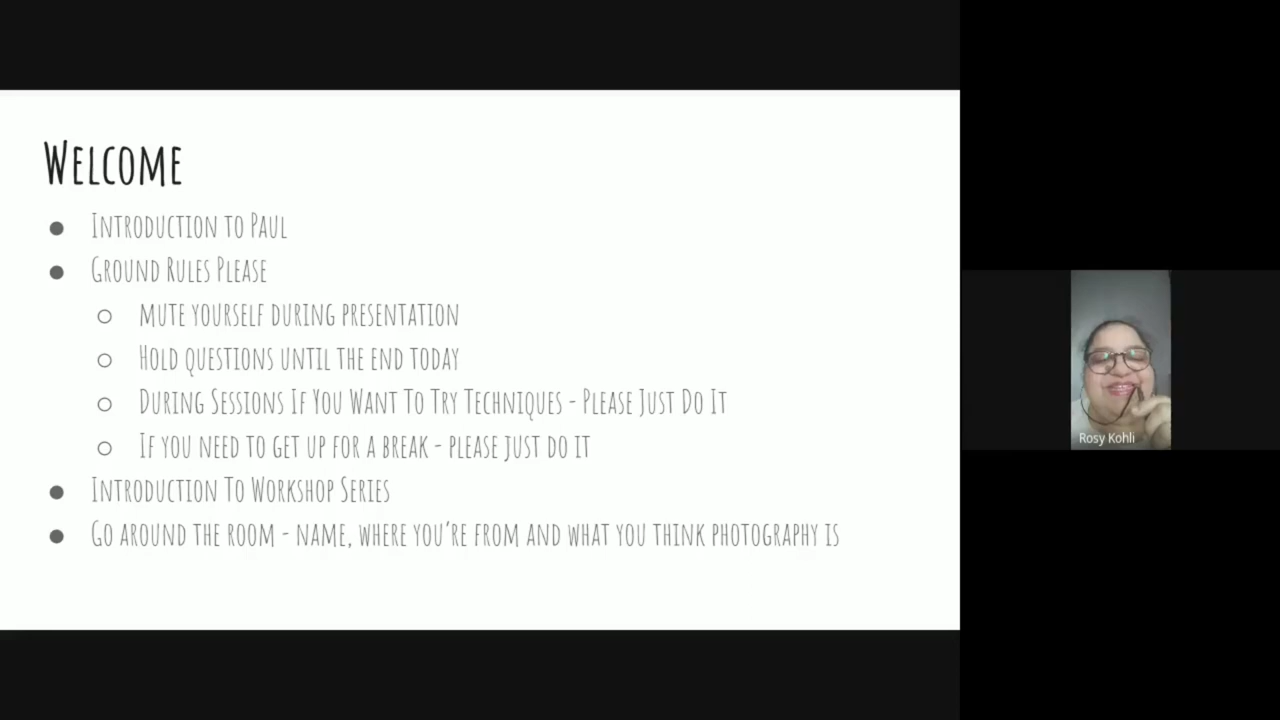 Welcome
● Introduction to Paul
● Ground Rules Please
○ mute yourself during presentation
○ Hold questions until the end today
○ During Sessions If You Want To Try Techniques - Please Just Do It
○ If you need to get up for a break - please just do it
● Introduction To Workshop Series
● Go around the room - name, where you're from and what you think photography is
Rosy Kohli